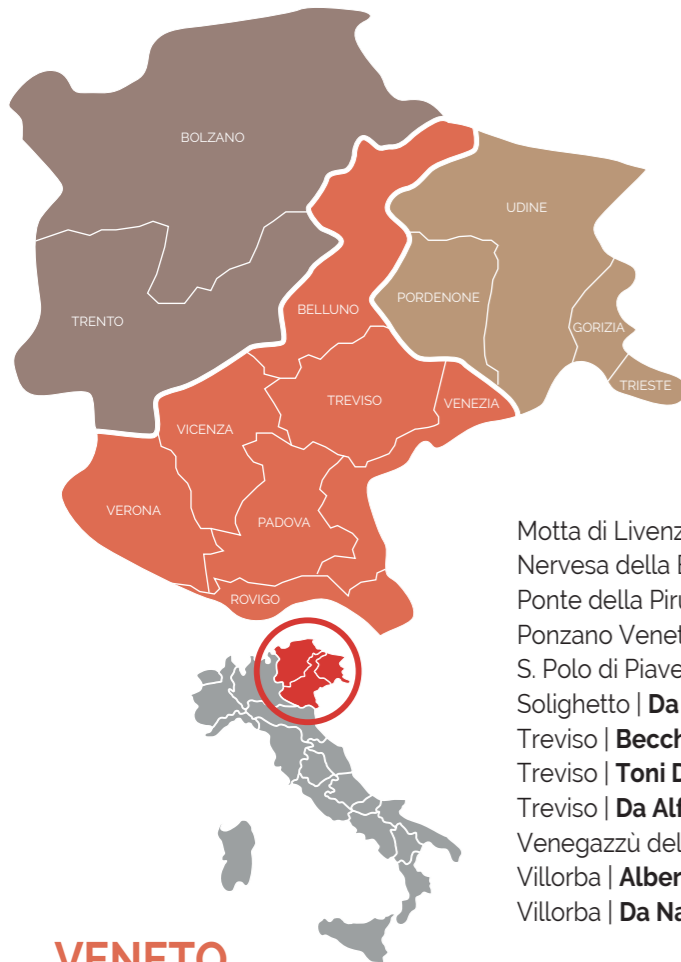 BOLZANO
UDINE
PORDENONE
BELLUNO
TRENTO
GORIZIA
TRIESTE
TREVISO
VENEZIA
VICENZA
VERONA
PADOVA
ROVIGO
Motta di Livenz
Nervesa della
Ponte della Piru
Ponzano Venet
S. Polo di Piave
Solighetto | Da
Treviso | Becch
Treviso | Toni D
Treviso | Da Alf
Venegazzù del
Villorba | Alber
Villorba | Da Na
VENETO